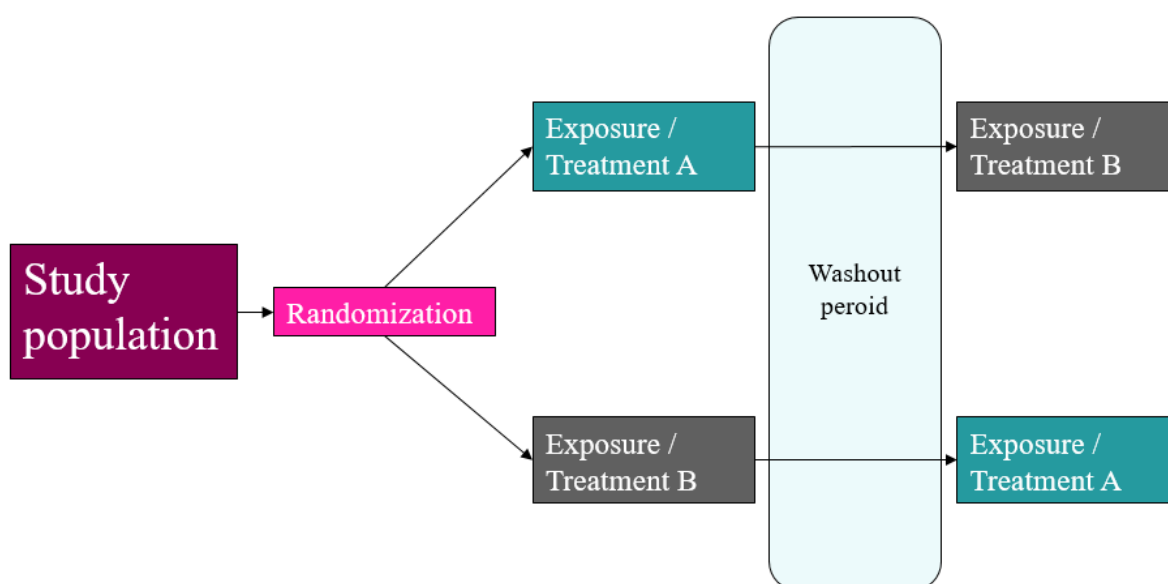 Study
population
Randomization
Exposure /
Treatment A
Exposure /
Treatment B
Washout
peroid
Exposure /
Treatment B
Exposure /
Treatment A